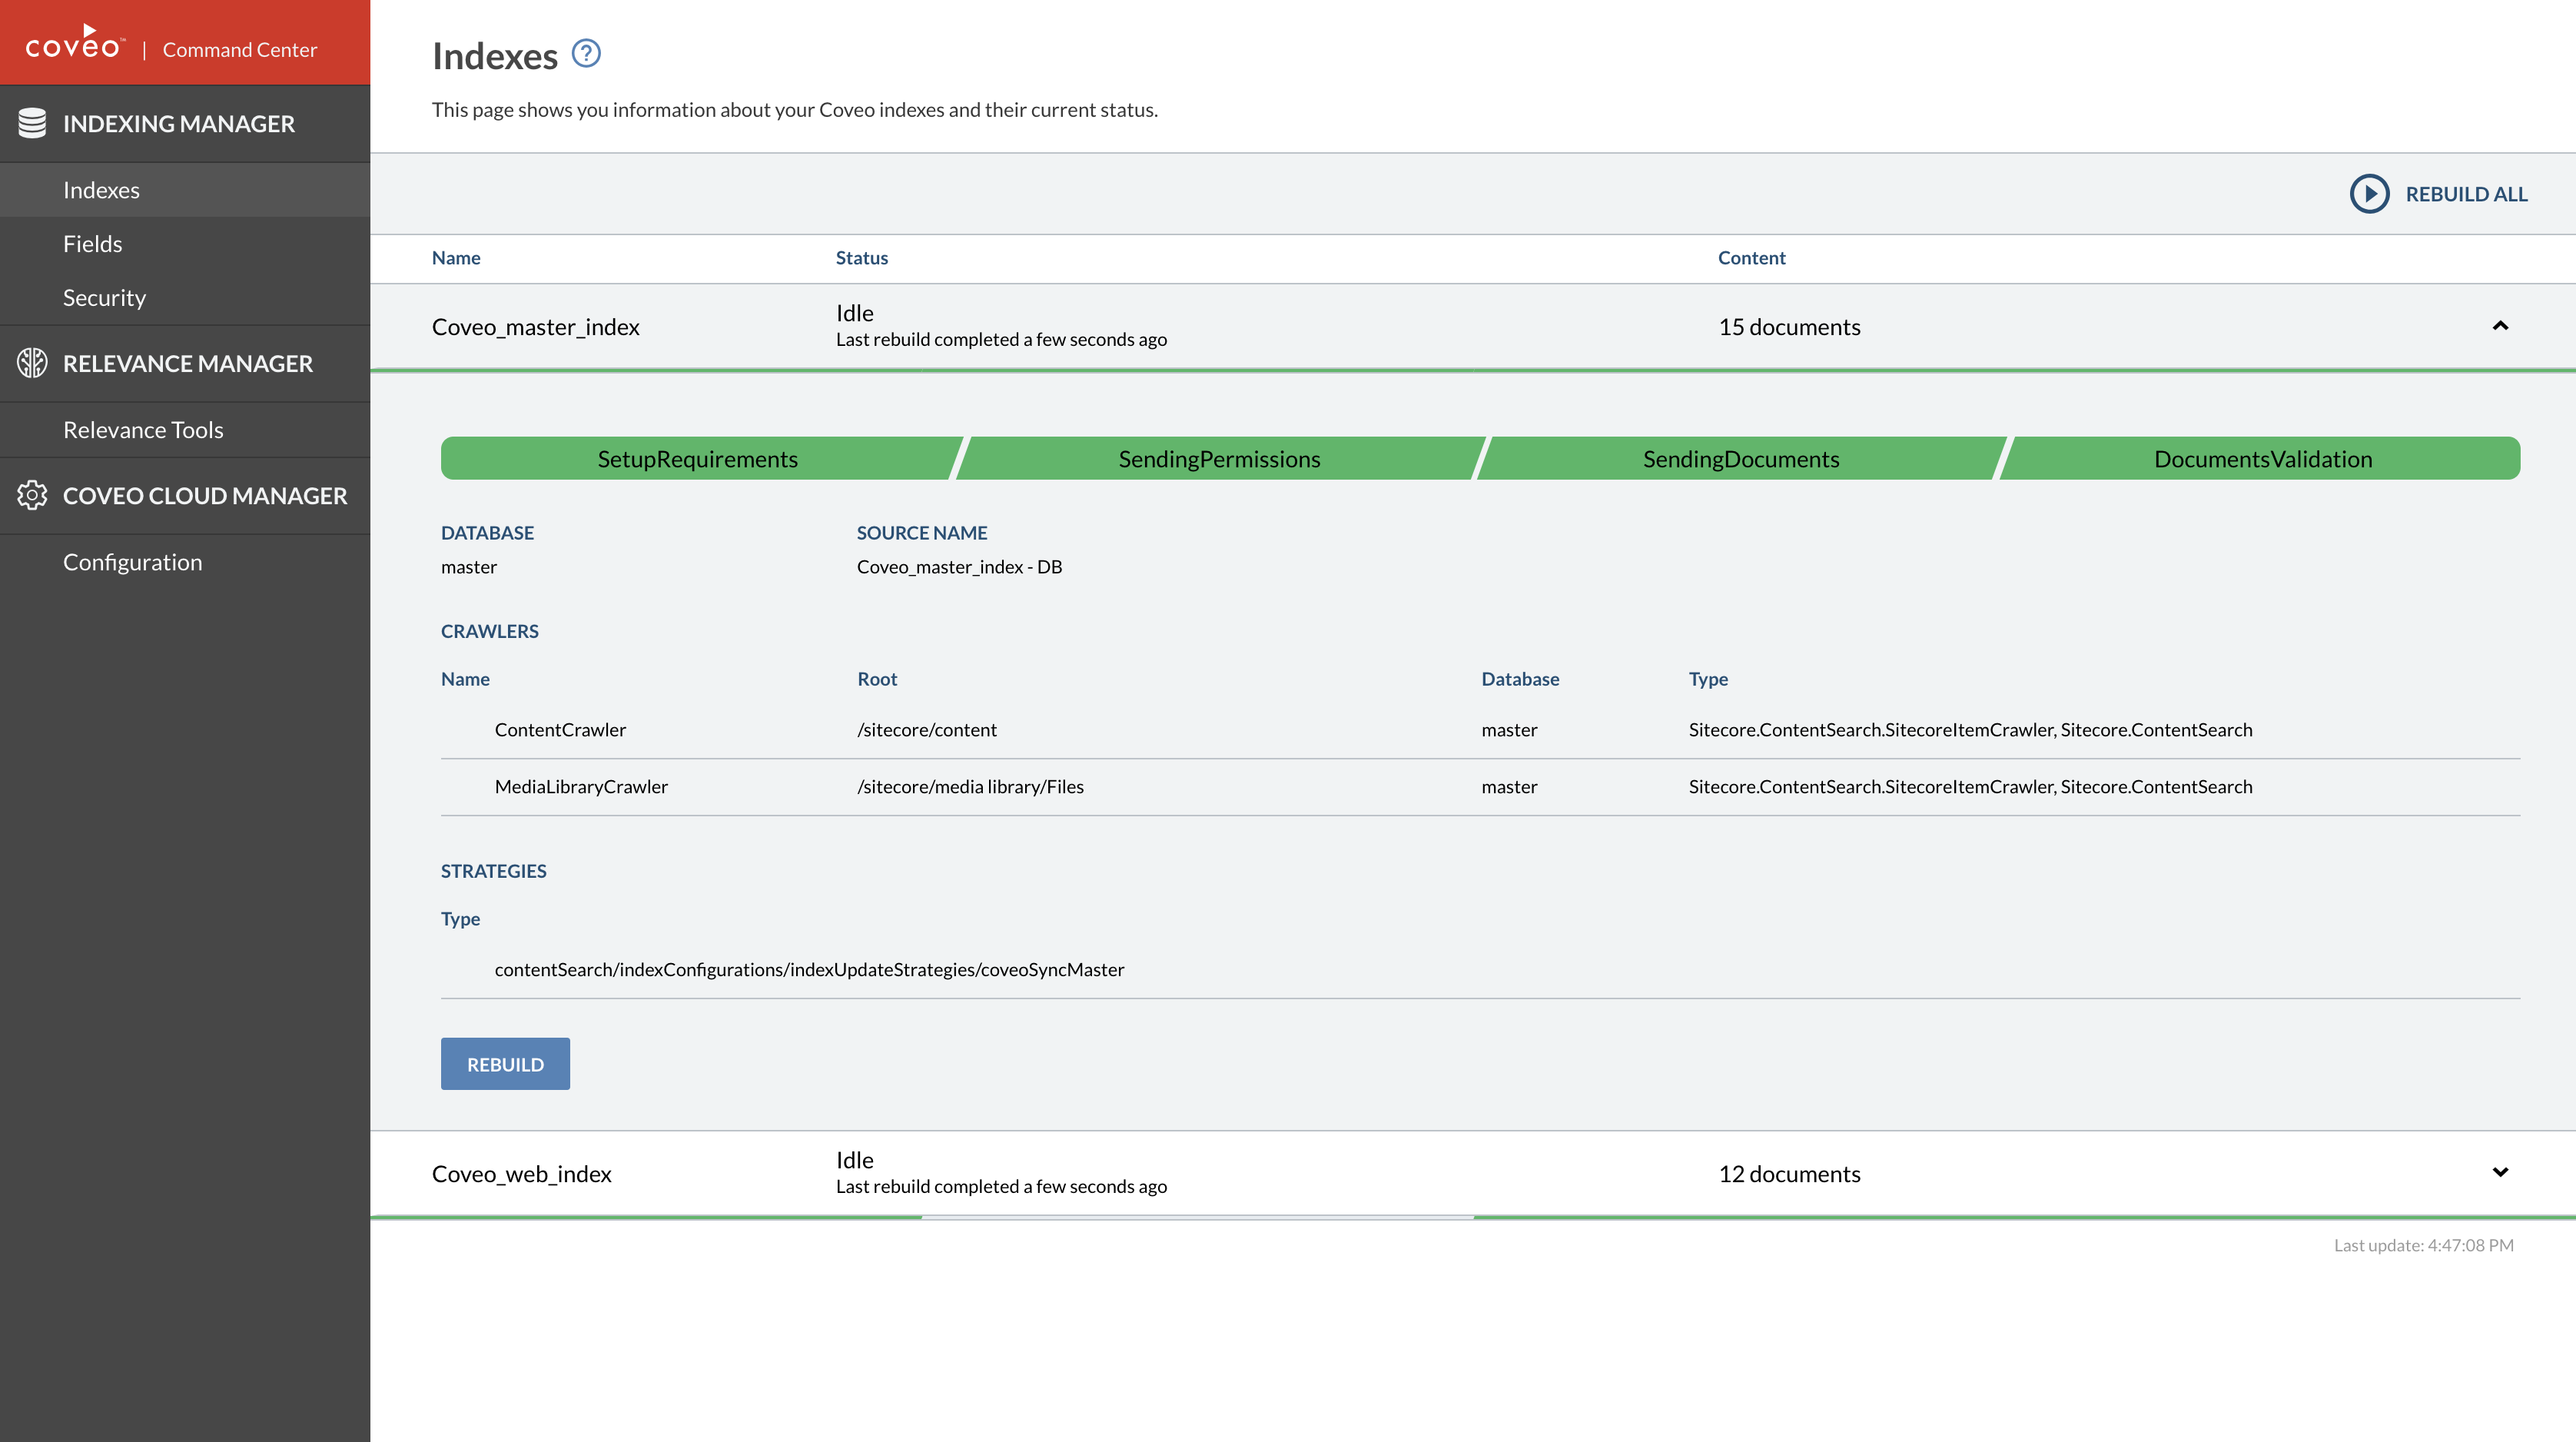 coveo™ | Command Center
INDEXING MANAGER
Indexes
Fields
Security
RELEVANCE MANAGER
Relevance Tools
COVEO CLOUD MANAGER
Configuration
Indexes ?
This page shows you information about your Coveo indexes and their current status.
REBUILD ALL
Name Status Content
Coveo_master_index Idle 15 documents
Last rebuild completed a few seconds ago
SetupRequirements SendingPermissions SendingDocuments DocumentsValidation
DATABASE SOURCE NAME
master Coveo_master_index - DB
CRAWLERS
Name Root Database Type
ContentCrawler /sitecore/content master Sitecore.ContentSearch.SitecoreItemCrawler, Sitecore.ContentSearch
MediaLibraryCrawler /sitecore/media library/Files master Sitecore.ContentSearch.SitecoreItemCrawler, Sitecore.ContentSearch
STRATEGIES
Type
contentSearch/indexConfigurations/indexUpdateStrategies/coveoSyncMaster
REBUILD
Coveo_web_index Idle 12 documents
Last rebuild completed a few seconds ago
Last update: 4:47:08 PM